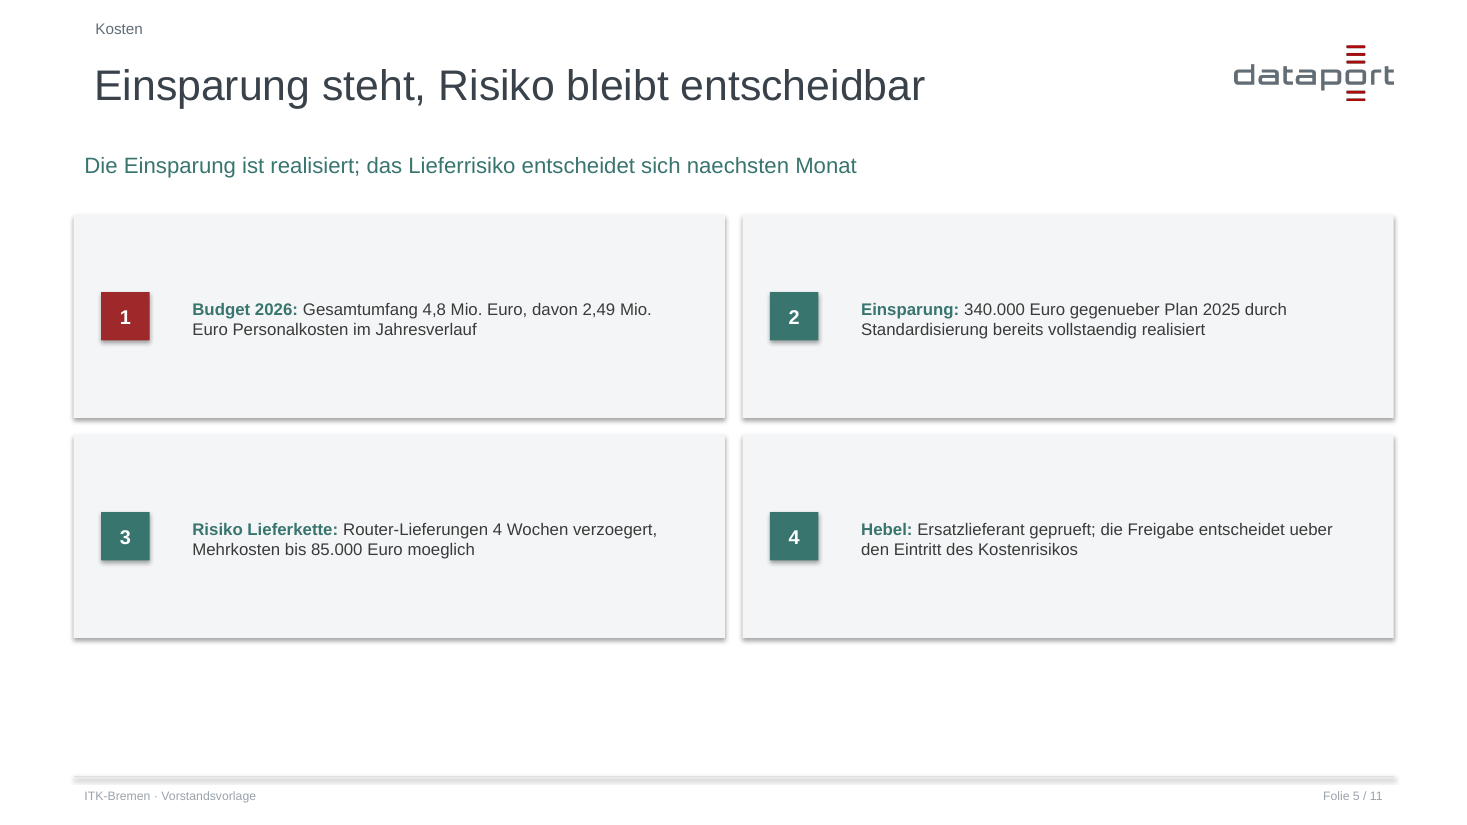 Kosten
Einsparung steht, Risiko bleibt entscheidbar
dataport
Die Einsparung ist realisiert; das Lieferrisiko entscheidet sich naechsten Monat
1
Budget 2026: Gesamtumfang 4,8 Mio. Euro, davon 2,49 Mio.
Euro Personalkosten im Jahresverlauf
2
Einsparung: 340.000 Euro gegenueber Plan 2025 durch
Standardisierung bereits vollstaendig realisiert
3
Risiko Lieferkette: Router-Lieferungen 4 Wochen verzoegert,
Mehrkosten bis 85.000 Euro moeglich
4
Hebel: Ersatzlieferant geprueft; die Freigabe entscheidet ueber
den Eintritt des Kostenrisikos
ITK-Bremen · Vorstandsvorlage
Folie 5 / 11